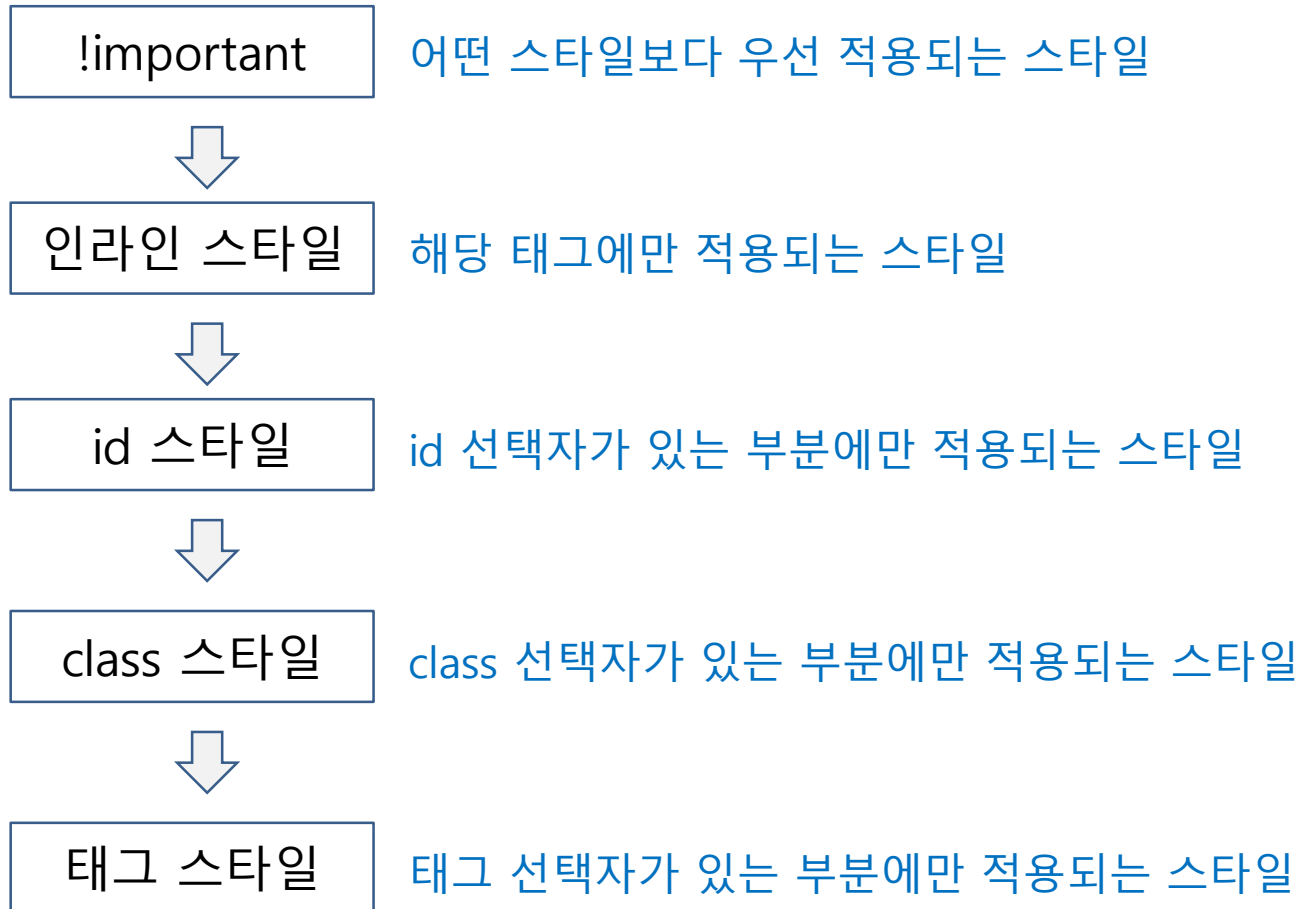 !important 어떤 스타일보다 우선 적용되는 스타일
인라인 스타일 해당 태그에만 적용되는 스타일
id 스타일 id 선택자가 있는 부분에만 적용되는 스타일
class 스타일 class 선택자가 있는 부분에만 적용되는 스타일
태그 스타일 태그 선택자가 있는 부분에만 적용되는 스타일